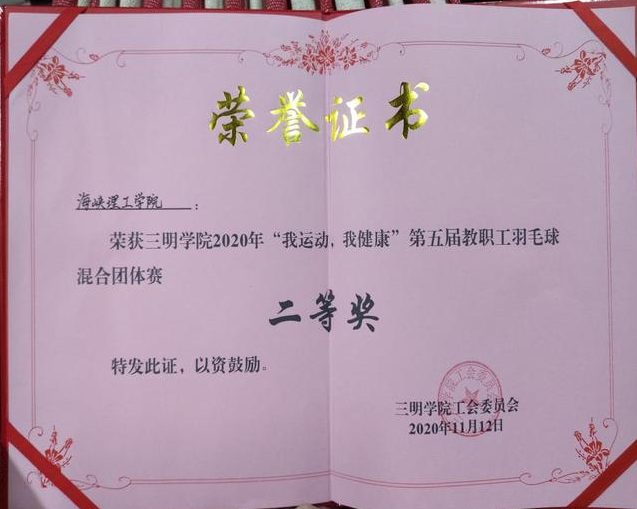 荣誉证书
海峡理工学院：
荣获三明学院2020年“我运动，我健康”第五届教职工羽毛球
混合团体赛
二等奖
特发此证，以资鼓励。
三明学院工会委员会
2020年11月12日